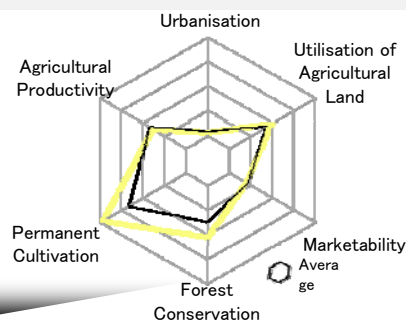 Urbanisation
Utilisation of
Agricultural
Land
Agricultural
Productivity
Permanent
Cultivation
Marketability
Avera
ge
Forest
Conservation